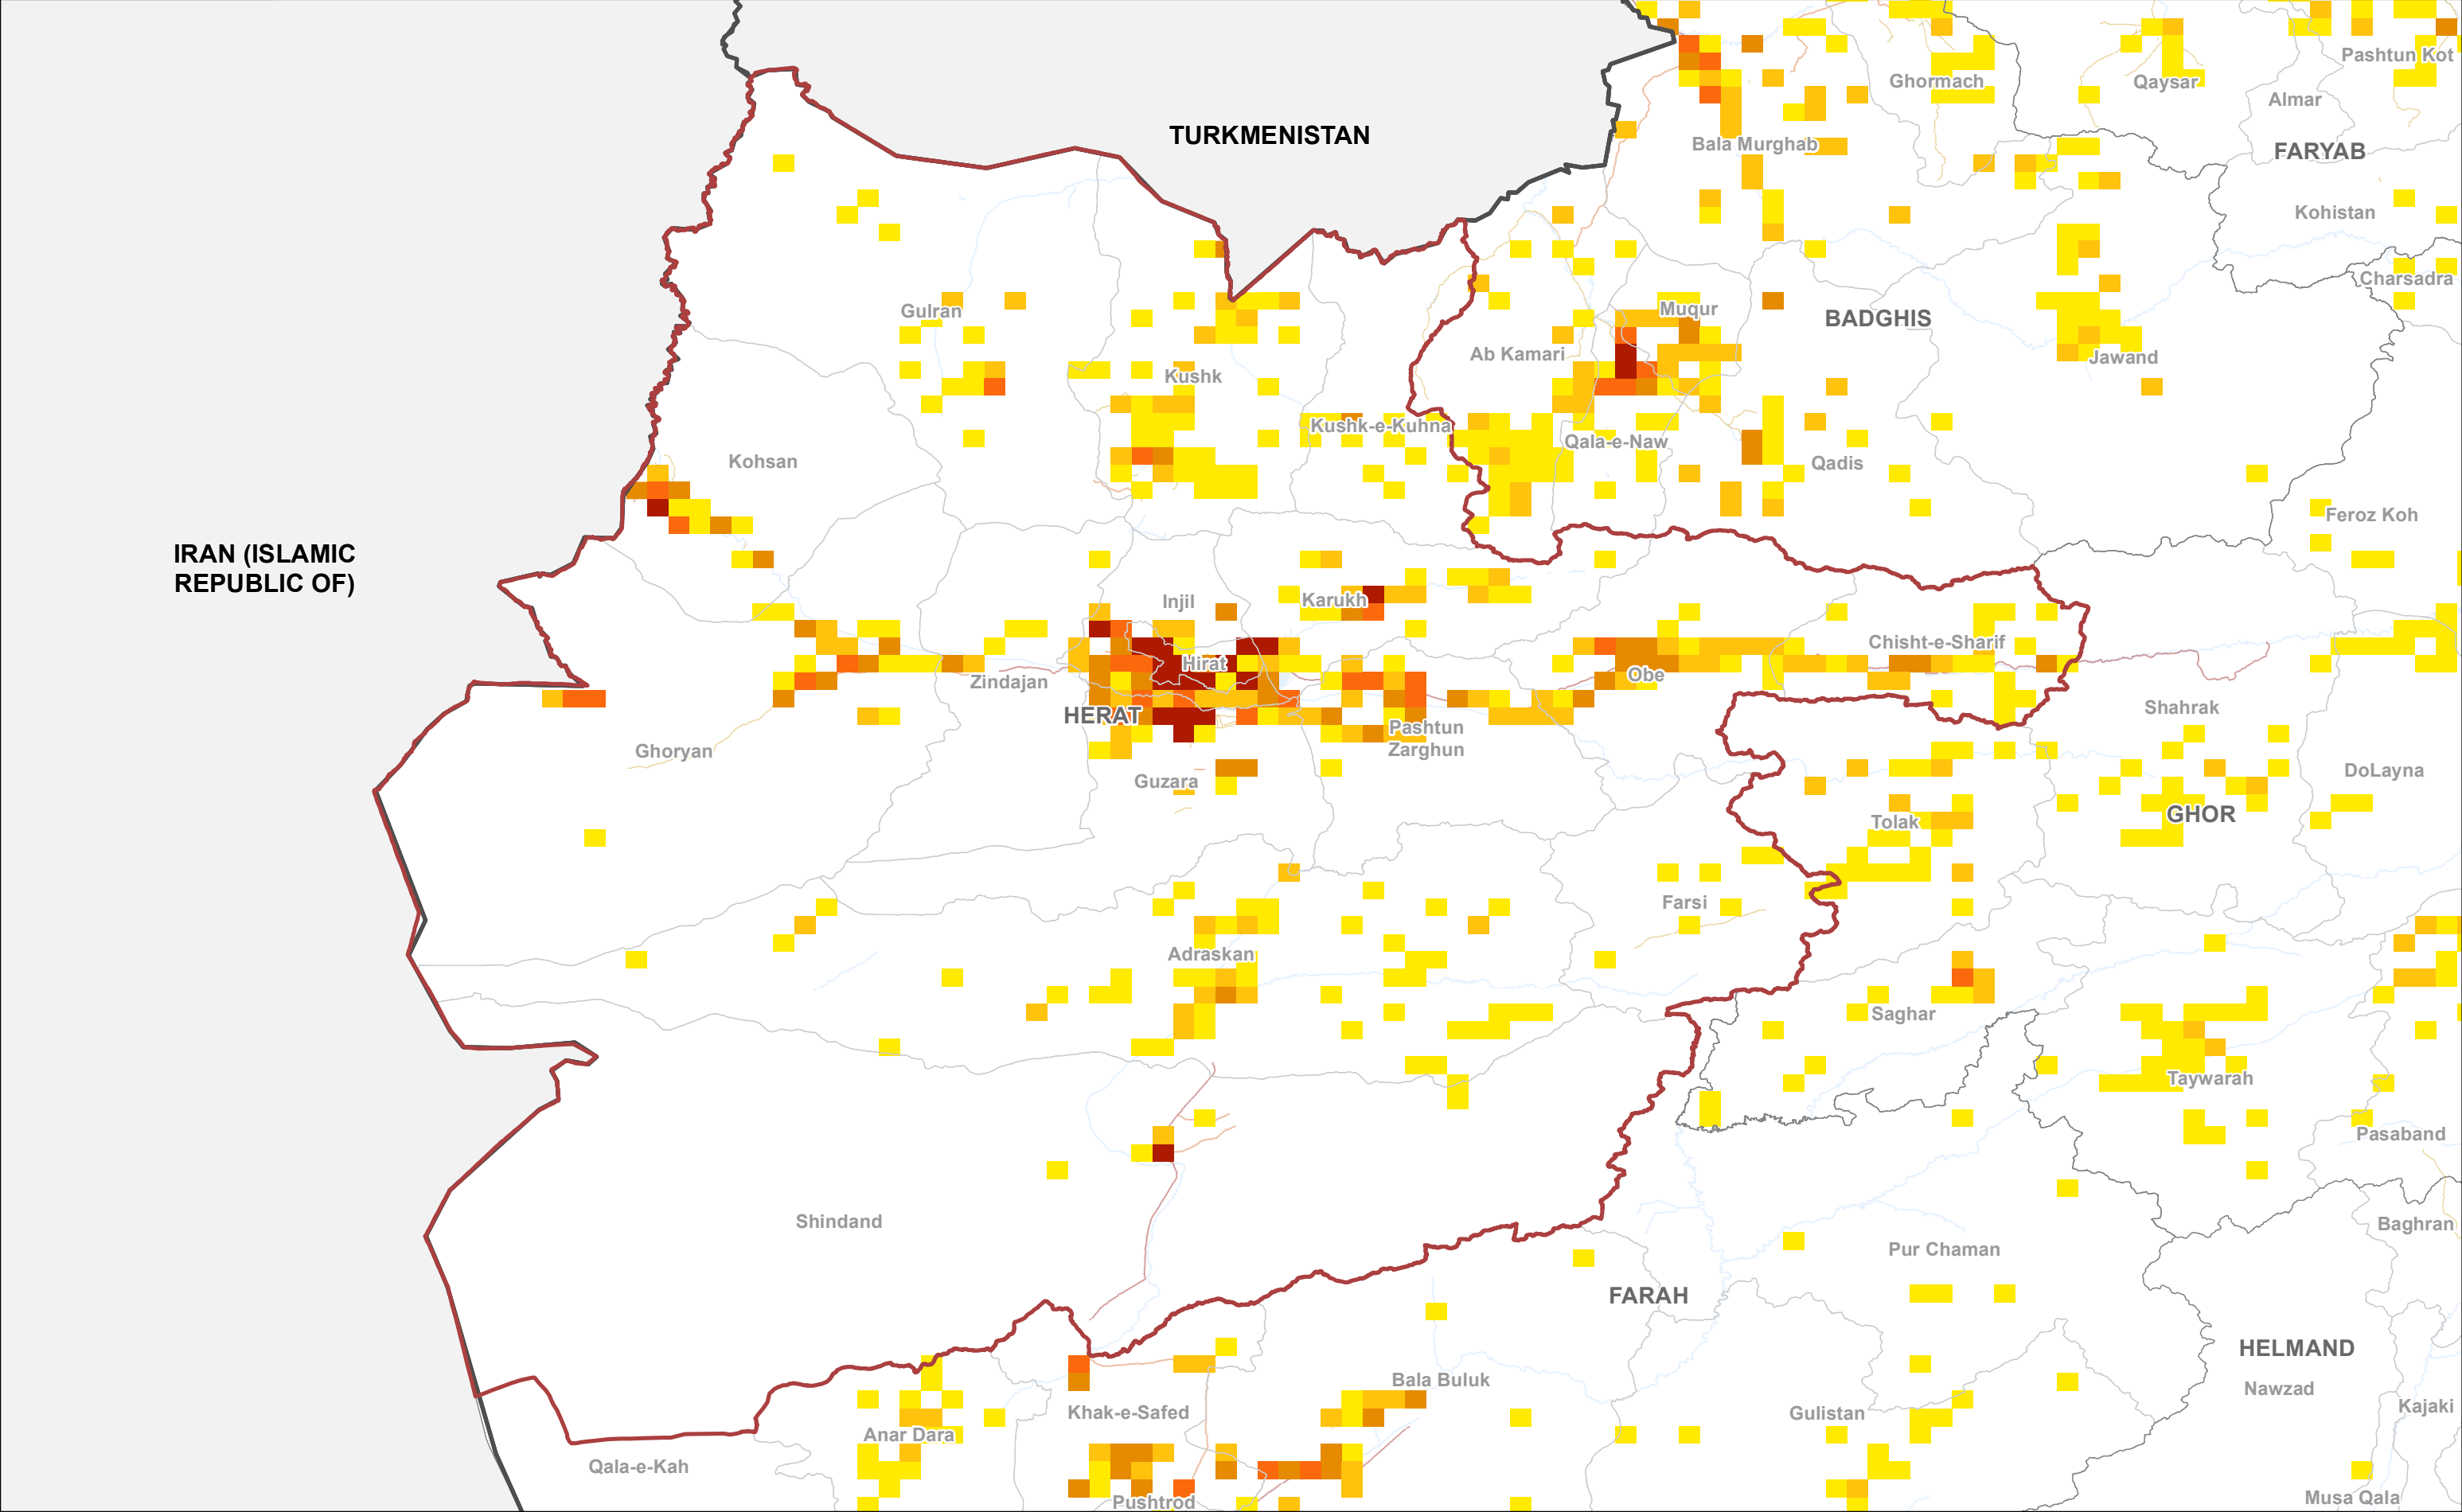 Pashtun Kot
Ghormach
Qaysar
Almar
TURKMENISTAN
Bala Murghab
FARYAB
Kohistan
Charsadra
Gulran
Muqur
BADGHIS
Ab Kamari
Jawand
Kushk
Kushk-e-Kuhna
Qala-e-Naw
Kohsan
Qadis
Feroz Koh
IRAN (ISLAMIC
REPUBLIC OF)
Injil
Karukh
Chisht-e-Sharif
Hirat
Zindajan
Obe
HERAT
Shahrak
Pashtun
Zarghun
Ghoryan
DoLayna
Guzara
GHOR
Tolak
Farsi
Adraskan
Saghar
Taywarah
Pasaband
Shindand
Baghran
Pur Chaman
FARAH
HELMAND
Bala Buluk
Nawzad
Kajaki
Khak-e-Safed
Gulistan
Anar Dara
Qala-e-Kah
Pushtrod
Musa Qala